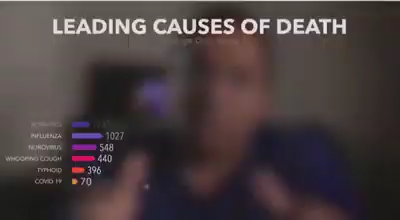 LEADING CAUSES OF DEATH
INFLUENZA 1027
NOROVIRUS 548
WHOOPING COUGH 440
TYPHOID 396
COVID 19 70